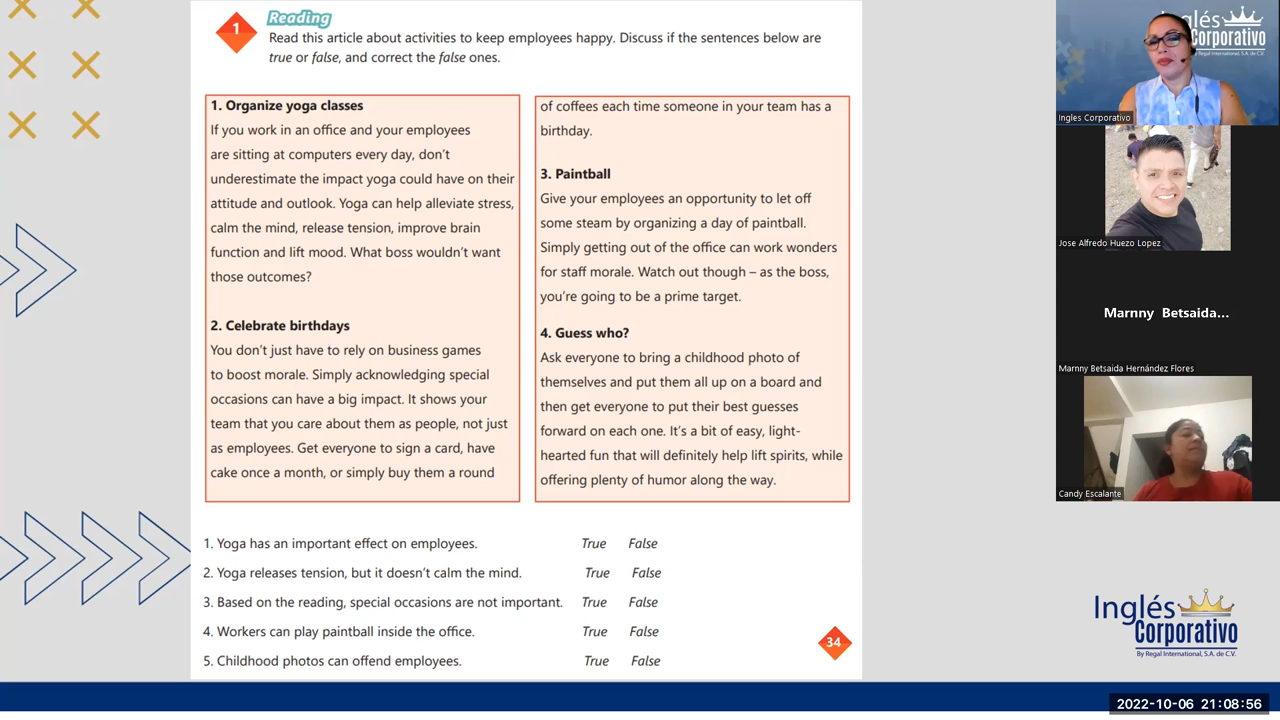 1
Reading
Read this article about activities to keep employees happy. Discuss if the sentences below are
true or false, and correct the false ones.
1. Organize yoga classes
If you work in an office and your employees
are sitting at computers every day, don't
underestimate the impact yoga could have on their
attitude and outlook. Yoga can help alleviate stress,
calm the mind, release tension, improve brain
function and lift mood. What boss wouldn't want
those outcomes?
2. Celebrate birthdays
You don't just have to rely on business games
to boost morale. Simply acknowledging special
occasions can have a big impact. It shows your
team that you care about them as people, not just
as employees. Get everyone to sign a card, have
cake once a month, or simply buy them a round
of coffees each time someone in your team has a
birthday.
3. Paintball
Give your employees an opportunity to let off
some steam by organizing a day of paintball.
Simply getting out of the office can work wonders
for staff morale. Watch out though – as the boss,
you're going to be a prime target.
4. Guess who?
Ask everyone to bring a childhood photo of
themselves and put them all up on a board and
then get everyone to put their best guesses
forward on each one. It's a bit of easy, light-
hearted fun that will definitely help lift spirits, while
offering plenty of humor along the way.
1. Yoga has an important effect on employees. True False
2. Yoga releases tension, but it doesn't calm the mind. True False
3. Based on the reading, special occasions are not important. True False
4. Workers can play paintball inside the office. True False
5. Childhood photos can offend employees. True False
34
Inglés
Corporativo
By Regal International, S.A. de C.V.
Ingles Corporativo
Jose Alfredo Huezo Lopez
Marnny Betsaida...
Marnny Betsaida Hernández Flores
Candy Escalante
Inglés
Corporativo
By Regal International, S.A. de C.V.
2022-10-06 21:08:56